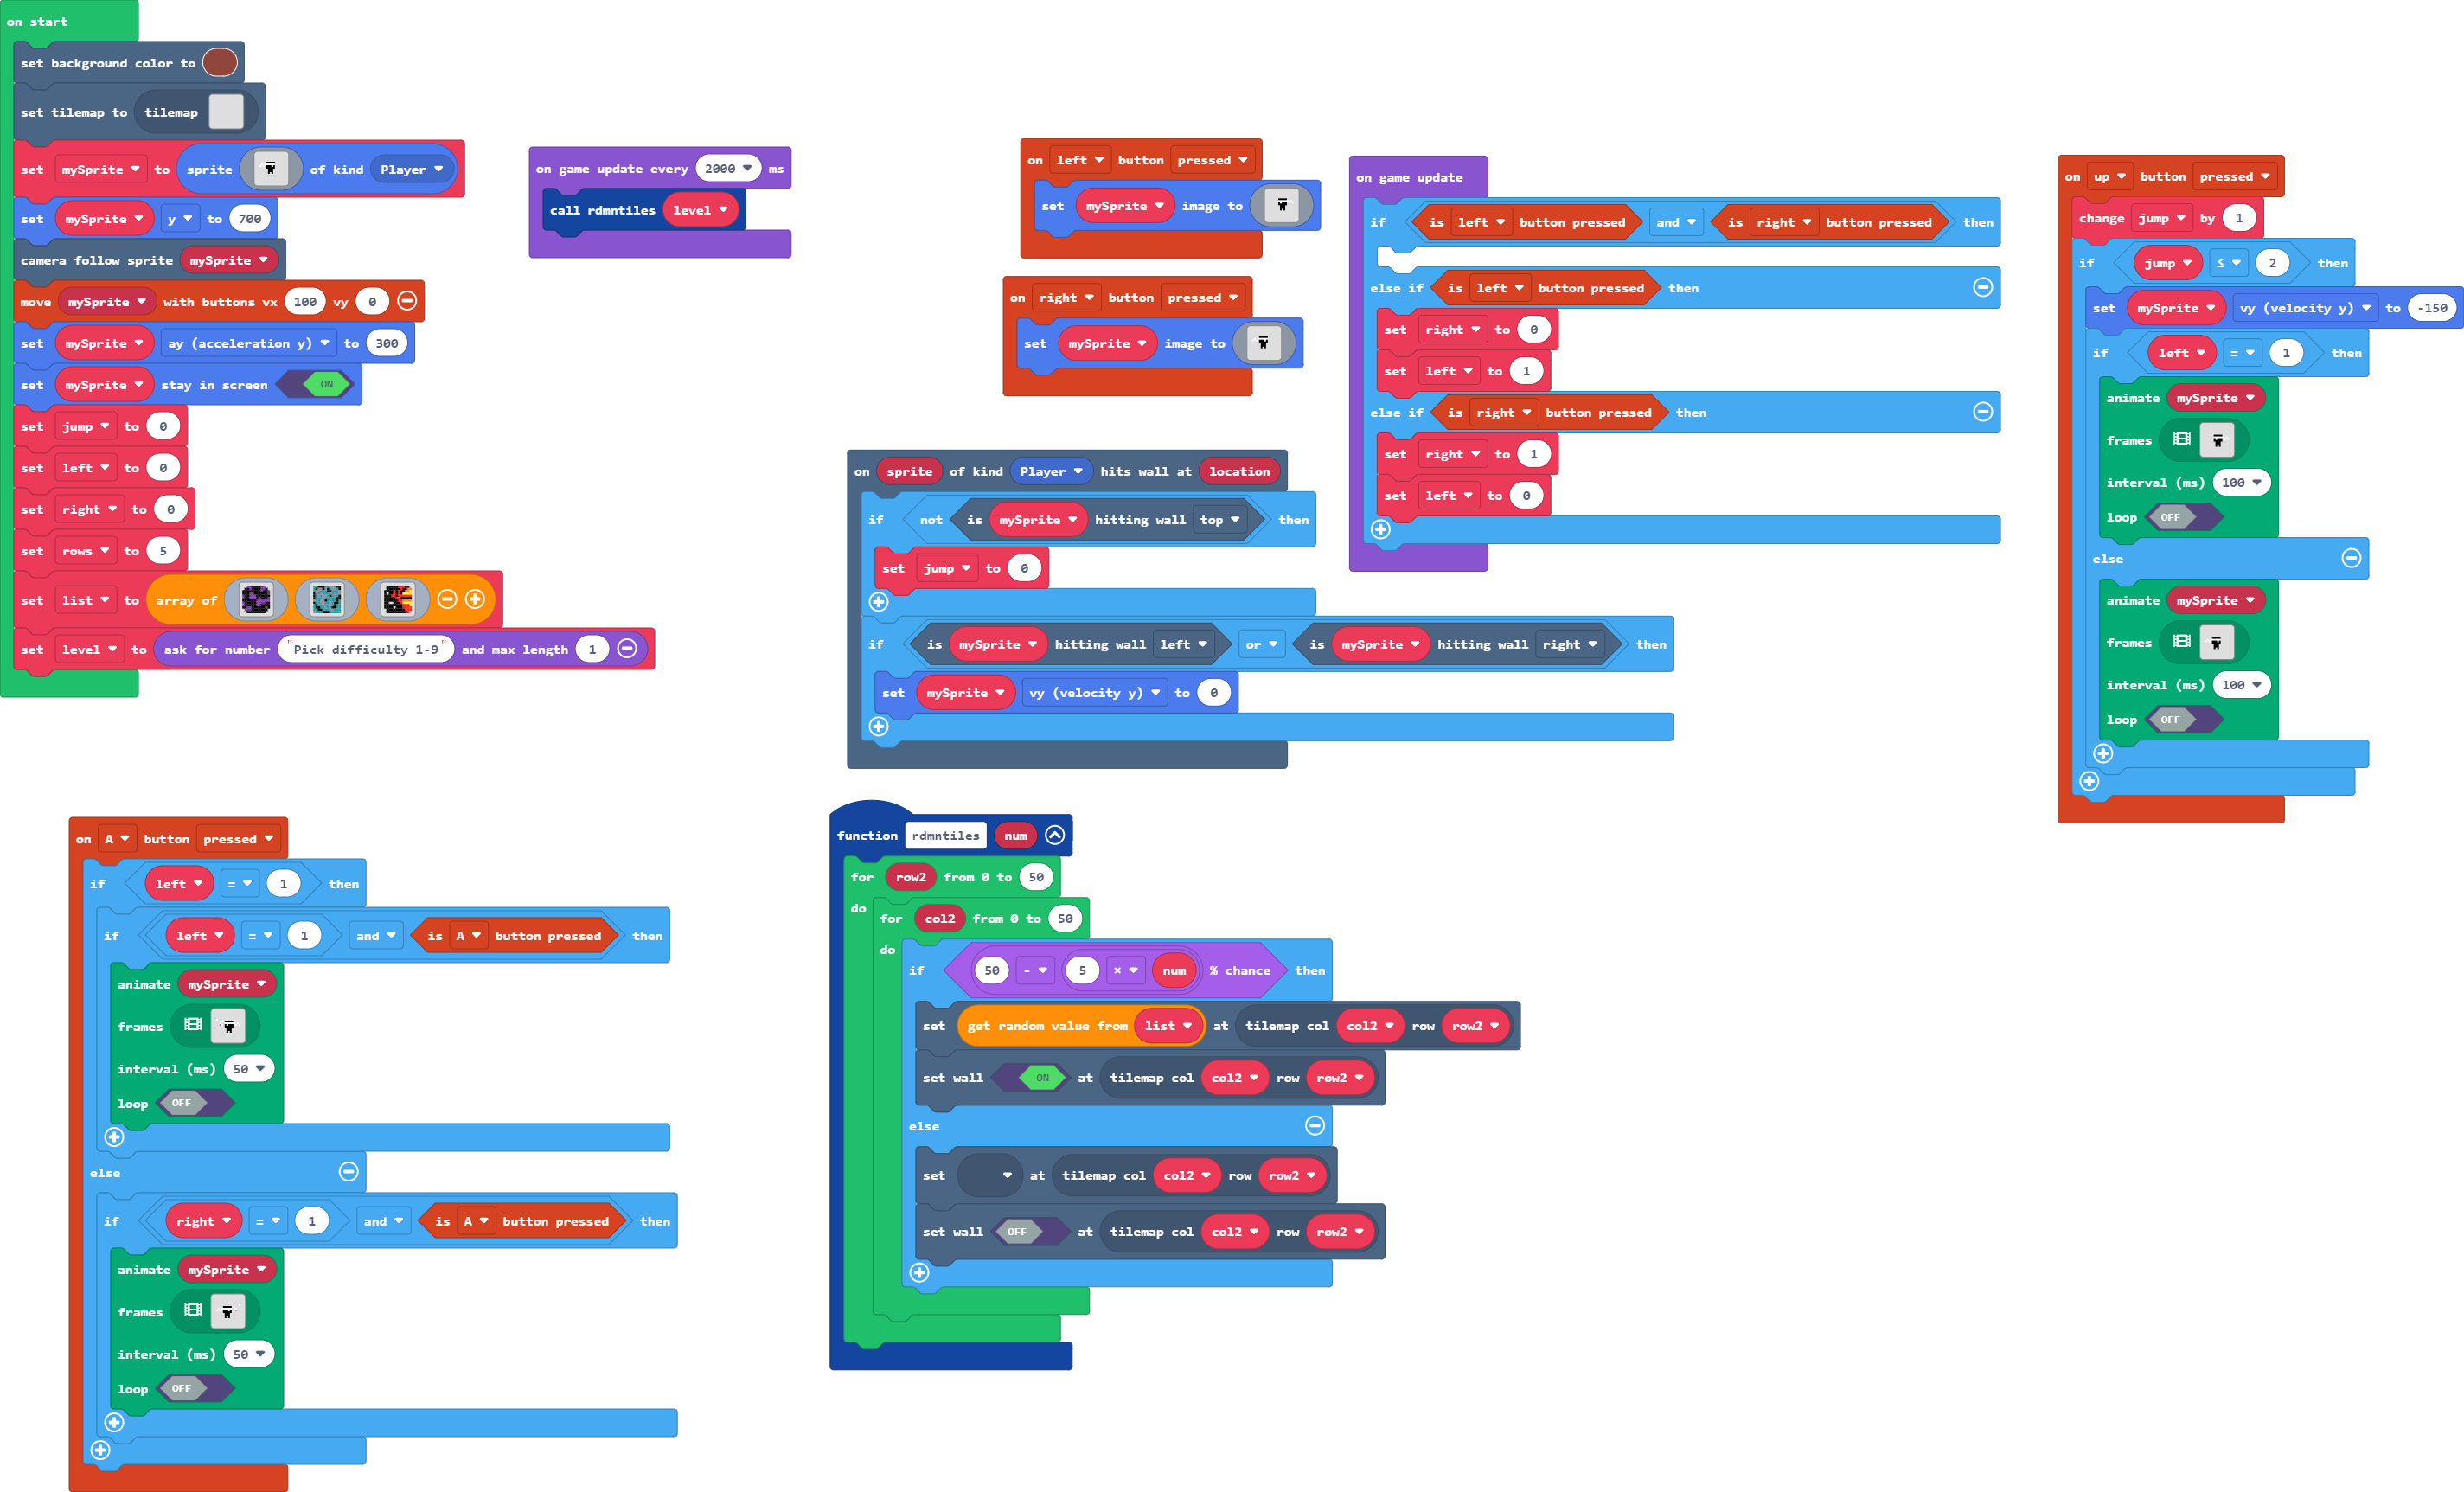 on start
set background color to
set tilemap to tilemap
set mySprite to sprite of kind Player
set mySprite y to 700
camera follow sprite mySprite
move mySprite with buttons vx 100 vy 0
set mySprite ay (acceleration y) to 300
set mySprite stay in screen ON
set jump to 0
set left to 0
set right to 0
set rows to 5
set list to array of
set level to ask for number "Pick difficulty 1-9" and max length 1
on game update every 2000 ms
call rdmntiles level
on left button pressed
set mySprite image to
on right button pressed
set mySprite image to
on game update
if is left button pressed and is right button pressed then
else if is left button pressed then
set right to 0
set left to 1
else if is right button pressed then
set right to 1
set left to 0
on up button pressed
change jump by 1
if jump ≤ 2 then
set mySprite vy (velocity y) to -150
if left = 1 then
animate mySprite
frames
interval (ms) 100
loop OFF
else
animate mySprite
frames
interval (ms) 100
loop OFF
on sprite of kind Player hits wall at location
if not is mySprite hitting wall top then
set jump to 0
if is mySprite hitting wall left or is mySprite hitting wall right then
set mySprite vy (velocity y) to 0
on A button pressed
if left = 1 then
if left = 1 and is A button pressed then
animate mySprite
frames
interval (ms) 50
loop OFF
else
if right = 1 and is A button pressed then
animate mySprite
frames
interval (ms) 50
loop OFF
function rdmntiles num
for row2 from 0 to 50
do for col2 from 0 to 50
do if 50 - 5 × num % chance then
set get random value from list at tilemap col col2 row row2
set wall ON at tilemap col col2 row row2
else
set at tilemap col col2 row row2
set wall OFF at tilemap col col2 row row2